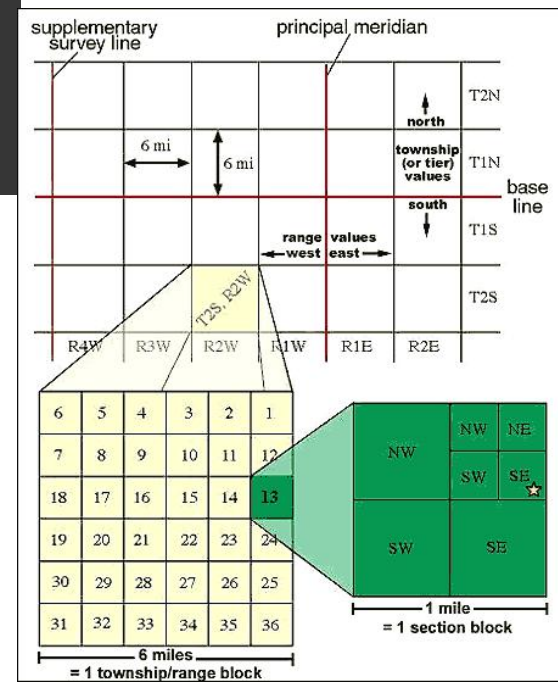 supplementary
survey line
principal meridian
T2N
north
6 mi
6 mi
township
(or tier)
values
T1N
base
line
south
T1S
range values
west east
T2S, R2W
T2S
R4W R3W R2W R1W R1E R2E
6 5 4 3 2 1
7 8 9 10 11 12
18 17 16 15 14 13
19 20 21 22 23 24
30 29 28 27 26 25
31 32 33 34 35 36
6 miles
= 1 township/range block
NW NW NE
SW SE
SW SE
1 mile
= 1 section block